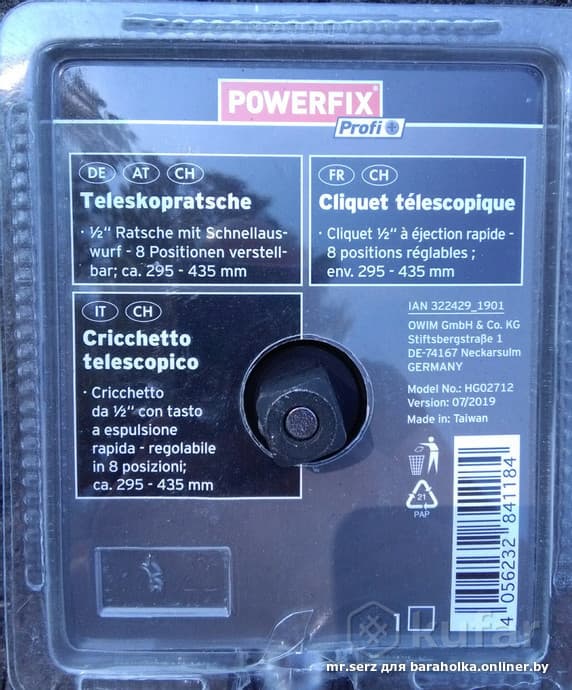 POWERFIX
Profi +
DE AT CH
Teleskopratsche
· ½“ Ratsche mit Schnellaus-
wurf - 8 Positionen verstell-
bar; ca. 295 - 435 mm
FR CH
Cliquet télescopique
· Cliquet ½“ à éjection rapide -
8 positions réglables ;
env. 295 - 435 mm
IT CH
Cricchetto
telescopico
· Cricchetto
da ½“ con tasto
a espulsione
rapida - regolabile
in 8 posizioni;
ca. 295 - 435 mm
IAN 322429_1901
OWIM GmbH & Co. KG
Stiftsbergstraße 1
DE-74167 Neckarsulm
GERMANY
Model No.: HG02712
Version: 07/2019
Made in: Taiwan
21
PAP
4 056232 841184
1
kufar
mr.serz для baraholka.onliner.by